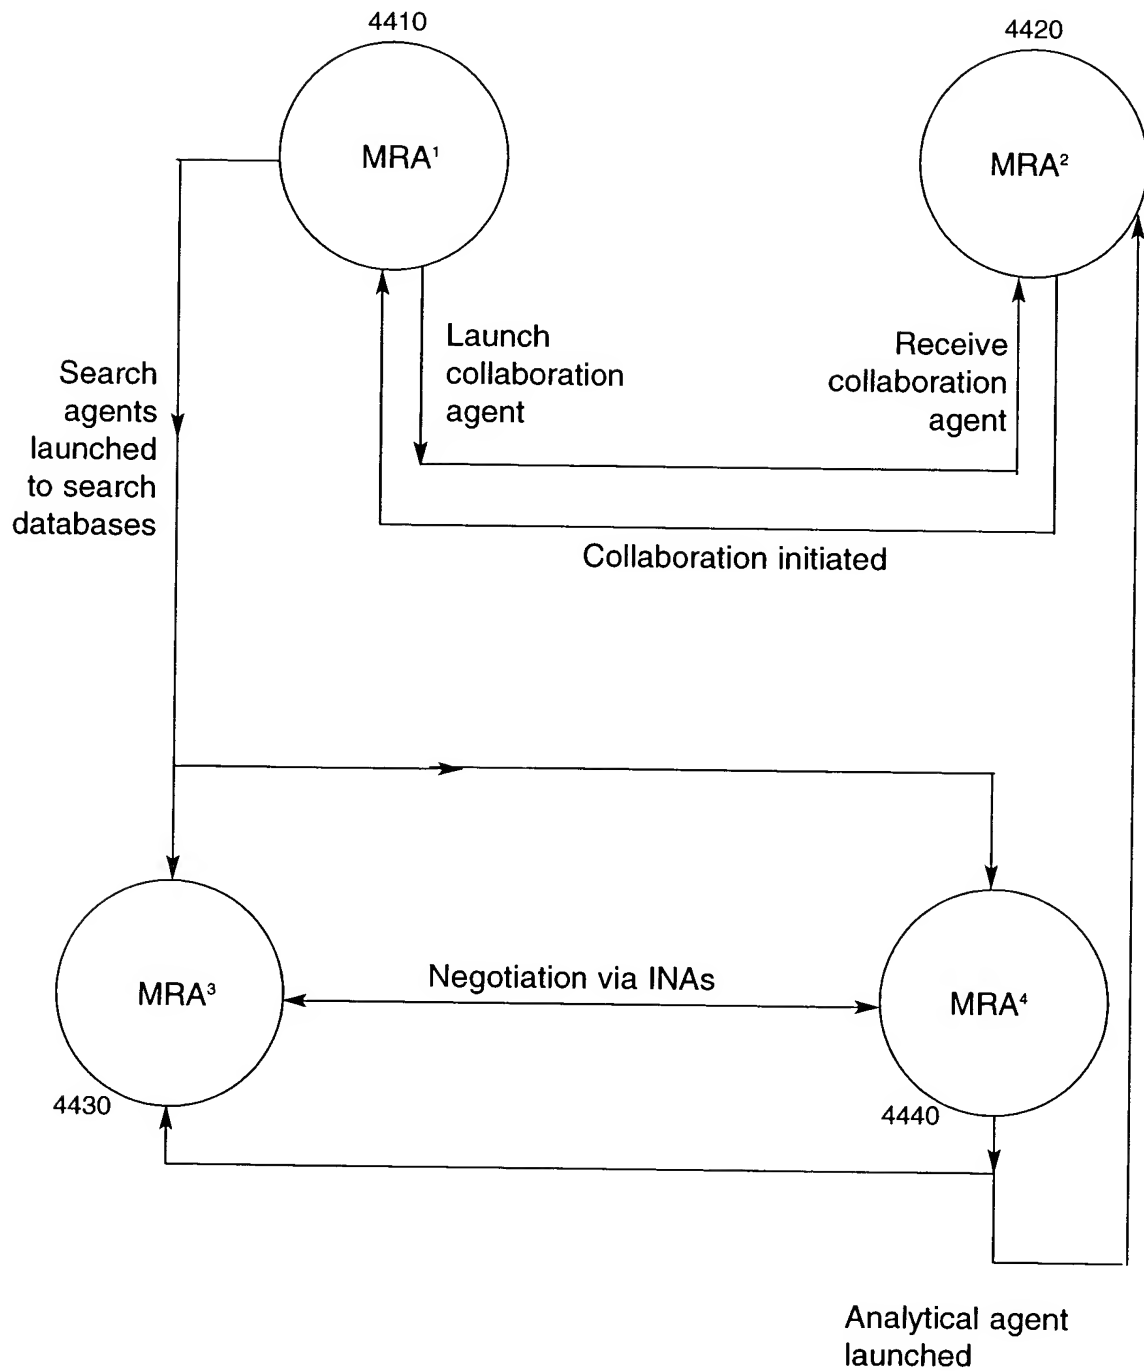 4410
4420
MRA¹
MRA²
Launch
collaboration
agent
Receive
collaboration
agent
Search
agents
launched
to search
databases
Collaboration initiated
Negotiation via INAs
MRA³
MRA⁴
4430
4440
Analytical agent
launched